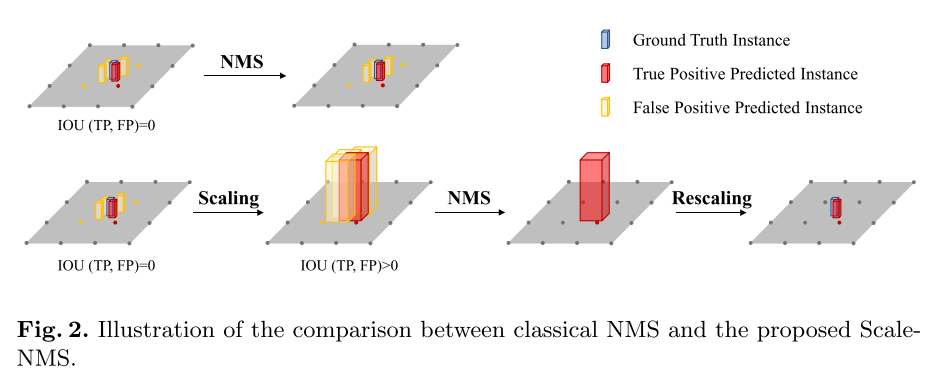 NMS
Ground Truth Instance
True Positive Predicted Instance
False Positive Predicted Instance
IOU (TP, FP)=0
Scaling
NMS
Rescaling
IOU (TP, FP)=0
IOU (TP, FP)>0
Fig. 2. Illustration of the comparison between classical NMS and the proposed Scale-
NMS.